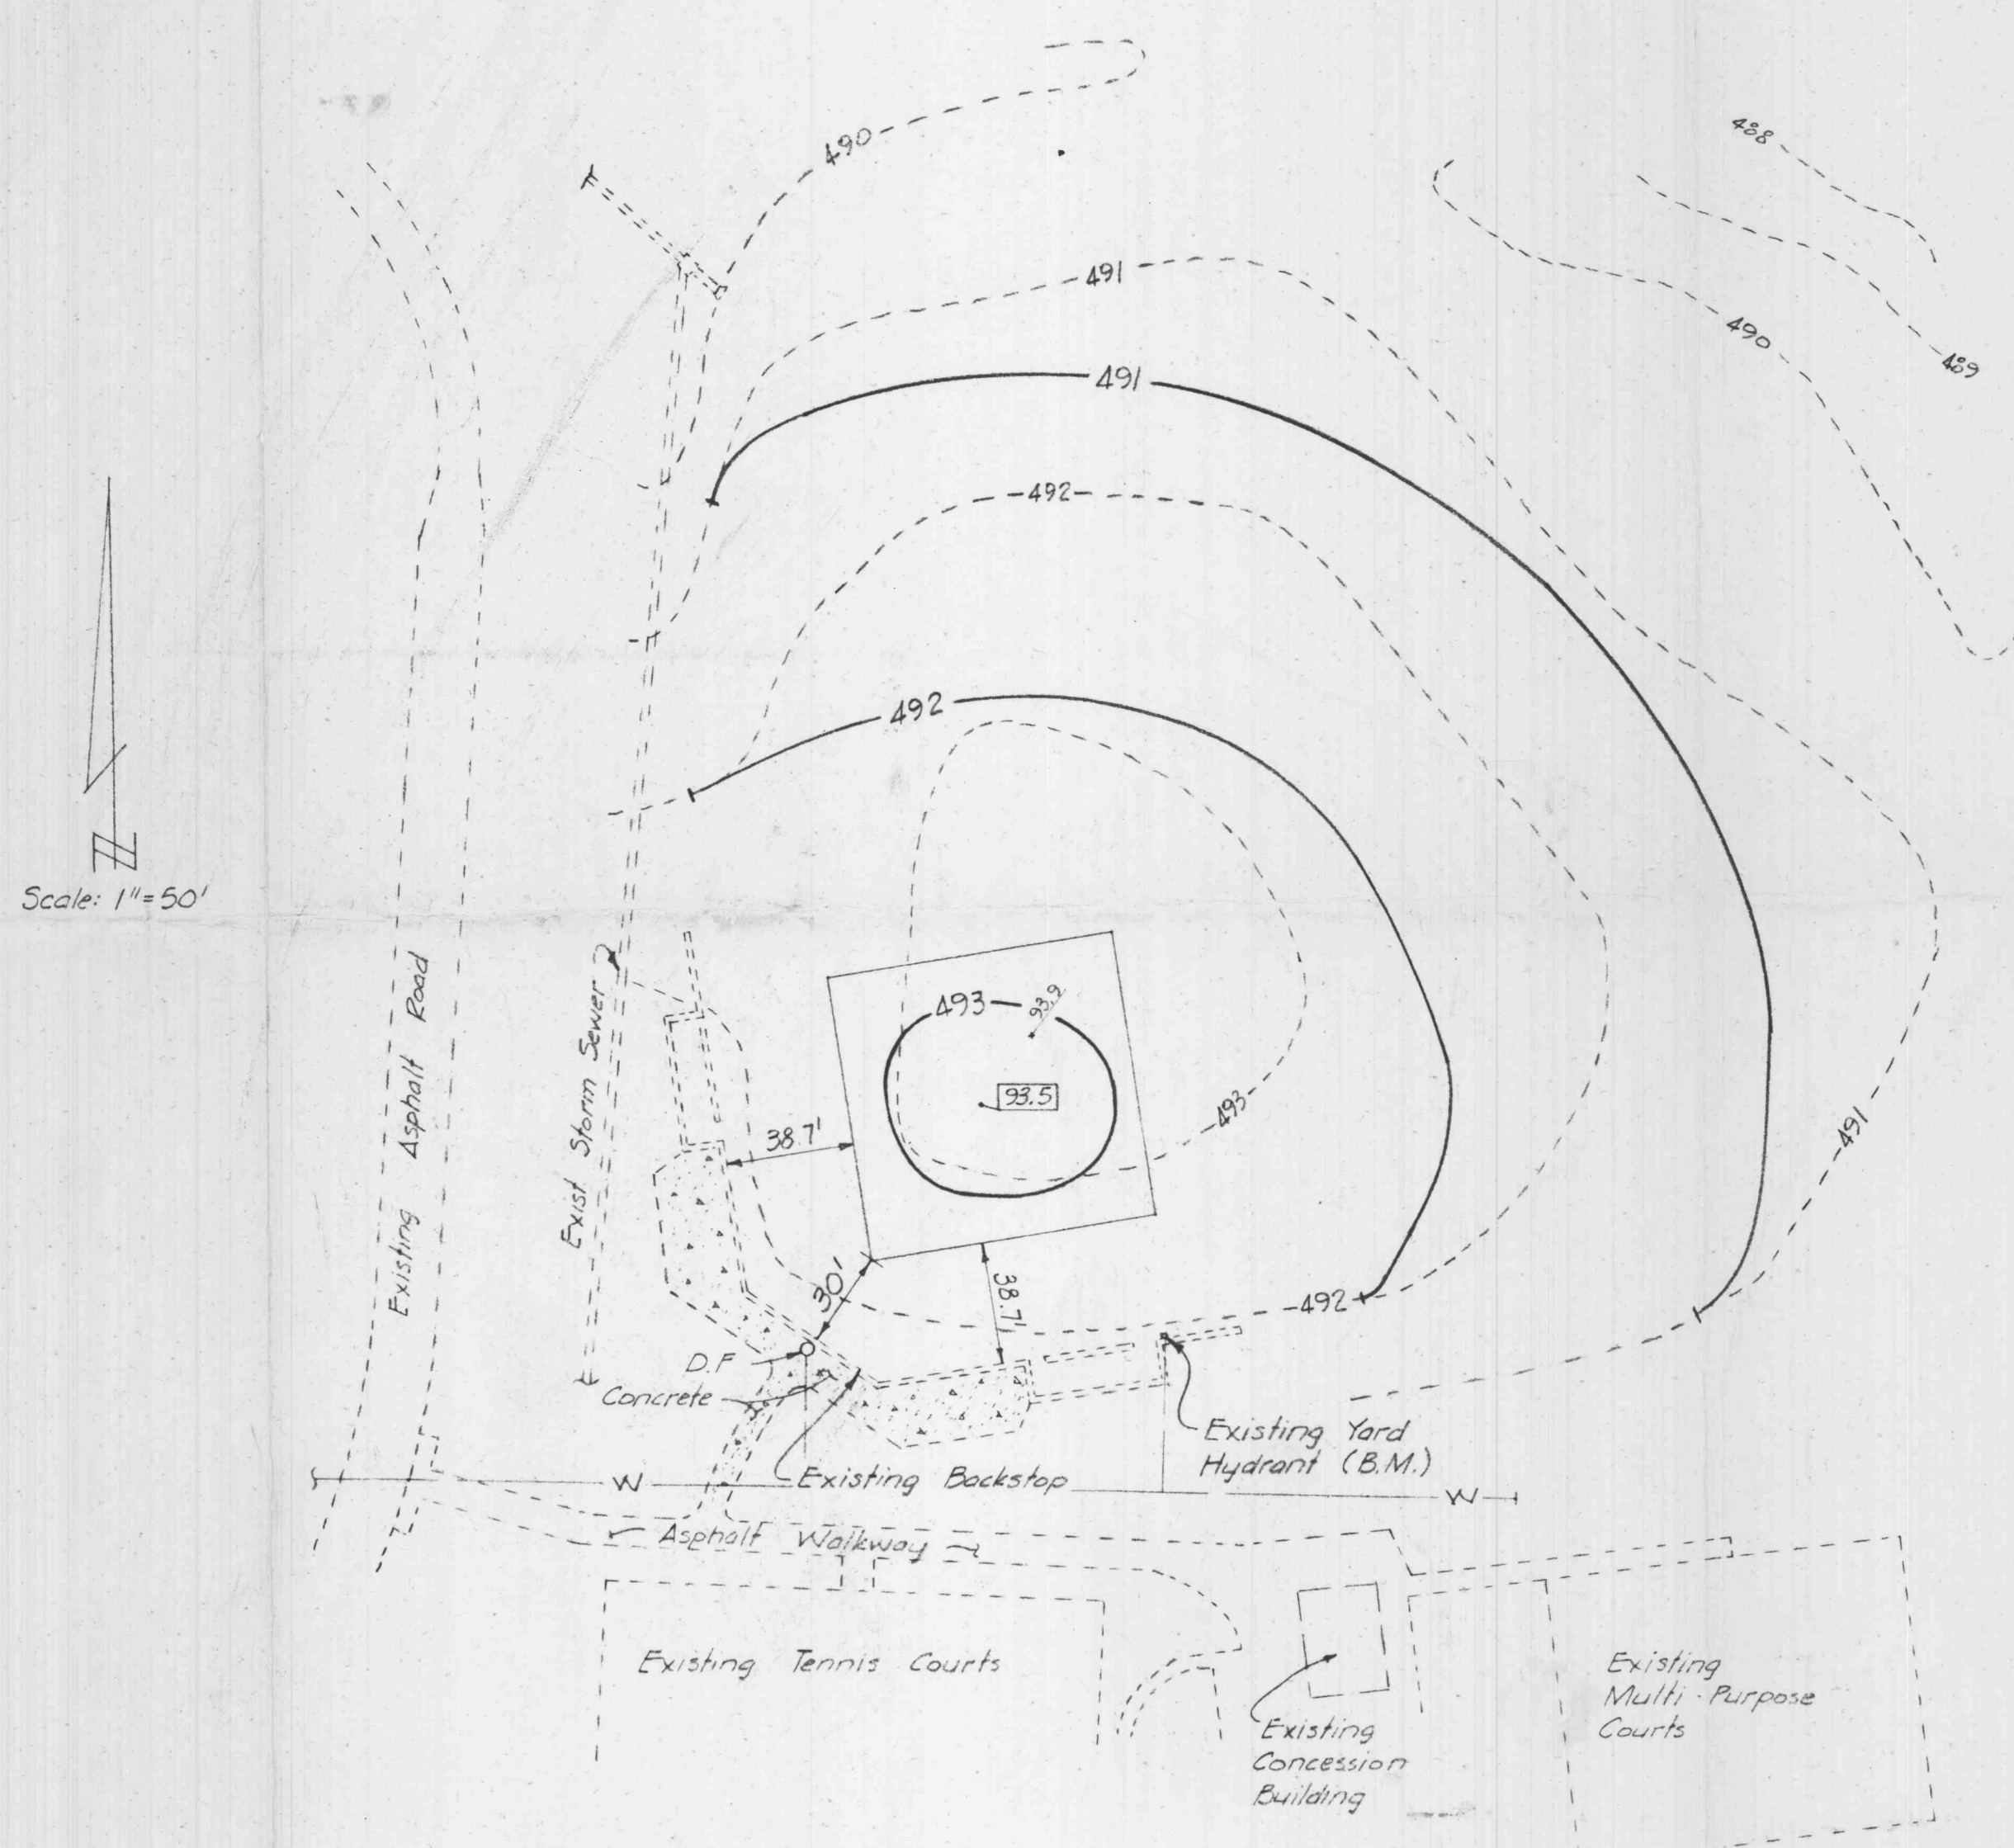 490
488
491
490
489
491
492
492
Scale: 1"=50'
Existing Asphalt Road
Exist Storm Sewer
493
93.9
93.5
38.7'
493
491
30'
38.7'
492
D.F
Concrete
Existing Yard
Hydrant (B.M.)
W
Existing Backstop
W
Asphalt Walkway
Existing Tennis Courts
Existing
Multi-Purpose
Courts
Existing
Concession
Building